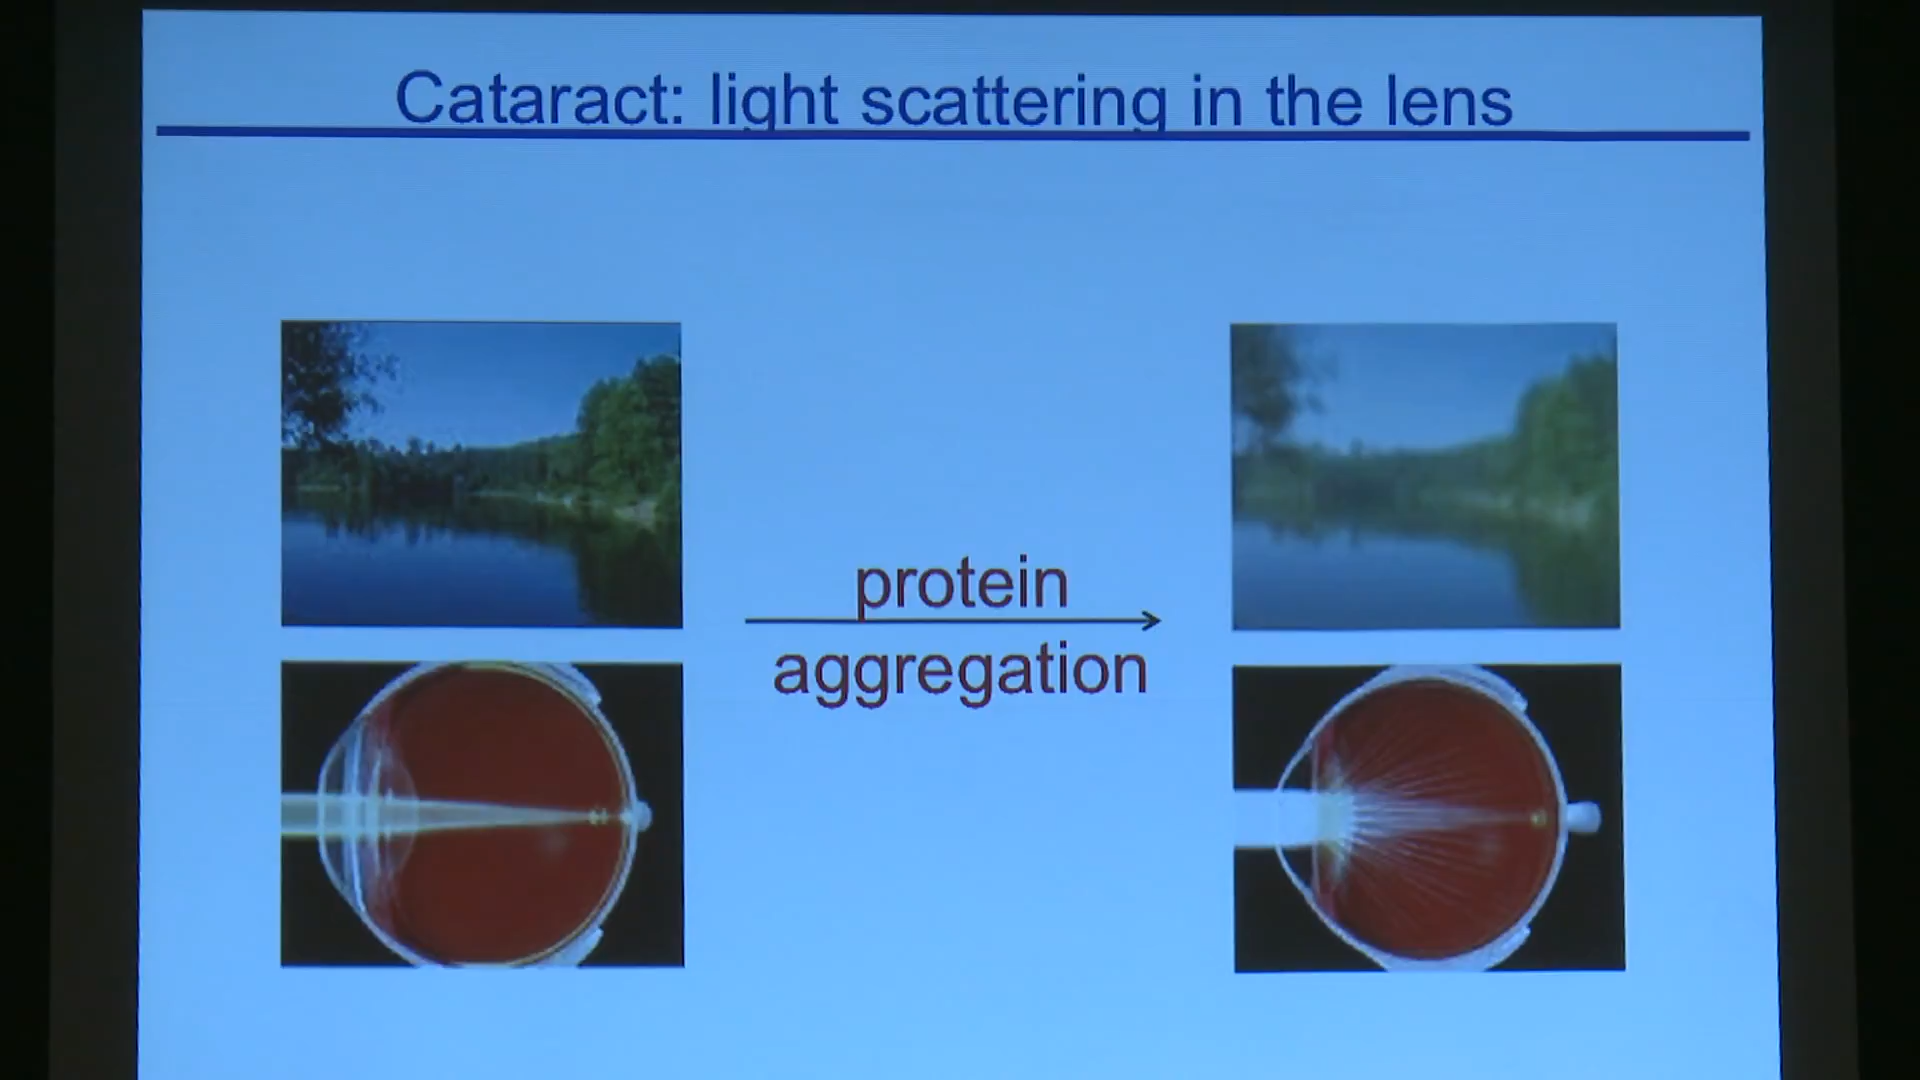 Cataract: light scattering in the lens
protein
aggregation